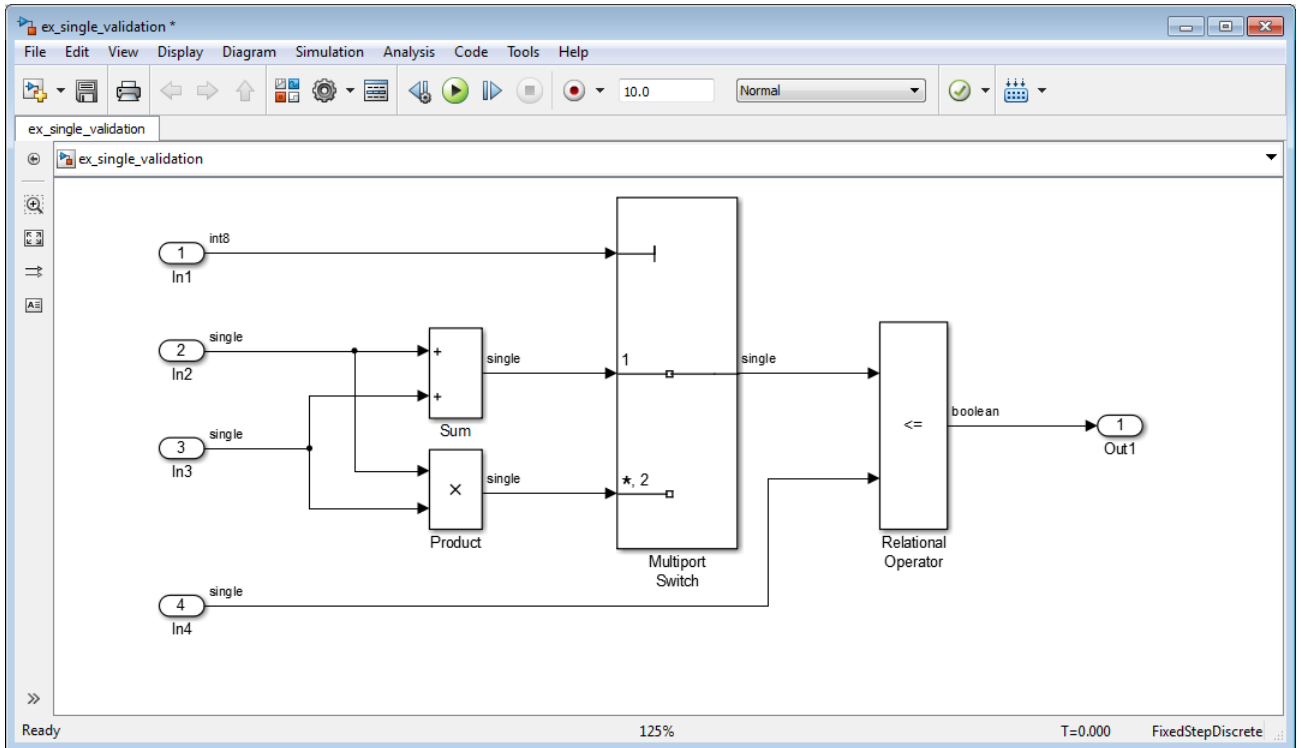 ex_single_validation *
File Edit View Display Diagram Simulation Analysis Code Tools Help
10.0 Normal
ex_single_validation
ex_single_validation
int8
1
In1
single
2
In2
+
+
Sum
single
1
single
single
3
In3
×
Product
single
*, 2
Multiport
Switch
<=
Relational
Operator
boolean
1
Out1
single
4
In4
Ready 125% T=0.000 FixedStepDiscrete